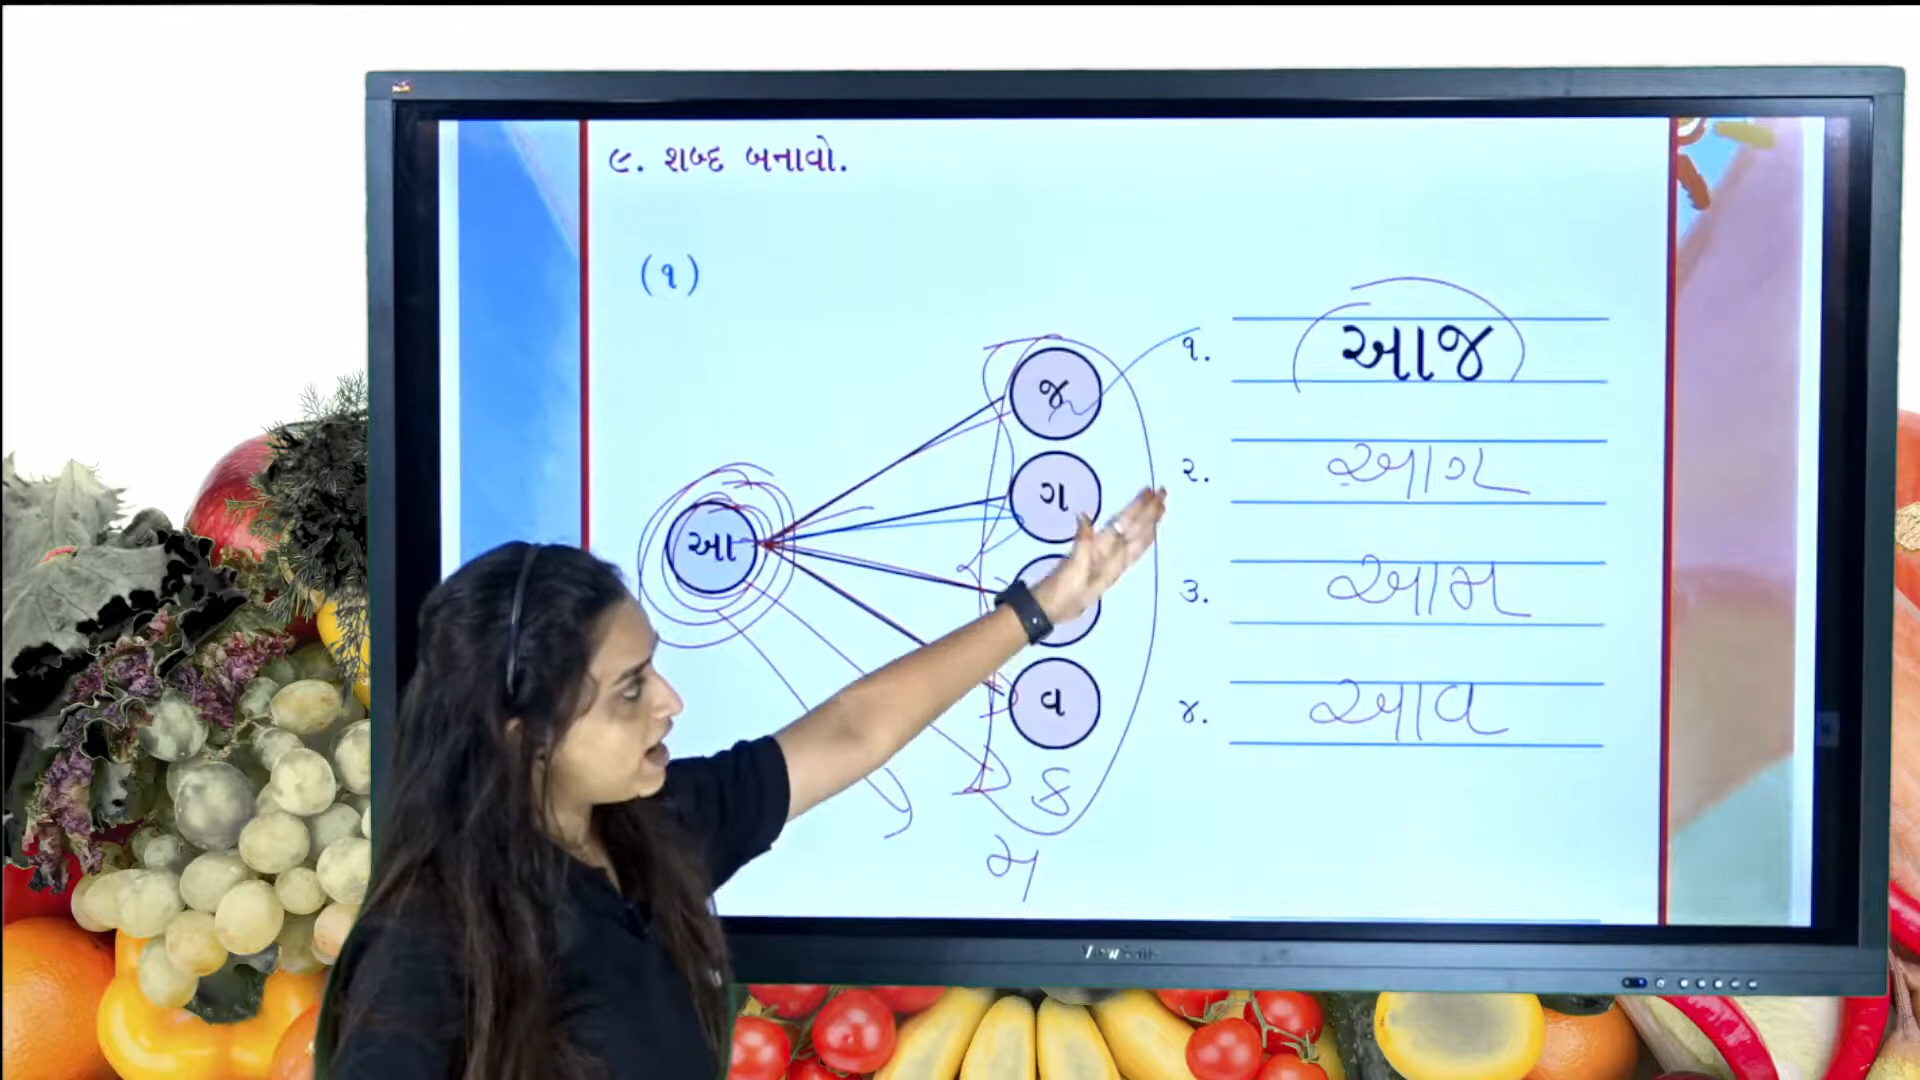 ૯. શબ્દ બનાવો.
(૧)
આ
જ
ગ
વ
ક
મ
૧. આજ
૨. આગ
૩. આમ
૪. આવ